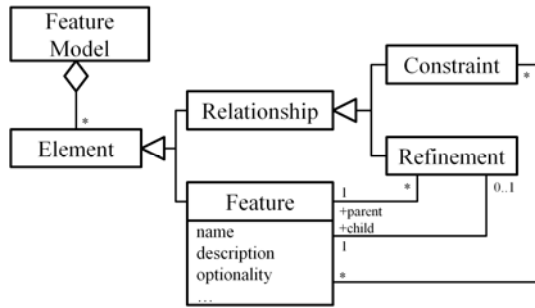 Feature
Model
Constraint
*
Relationship
*
Element
Refinement
Feature
1
*
0..1
+parent
+child
name
1
description
optionality
*
...